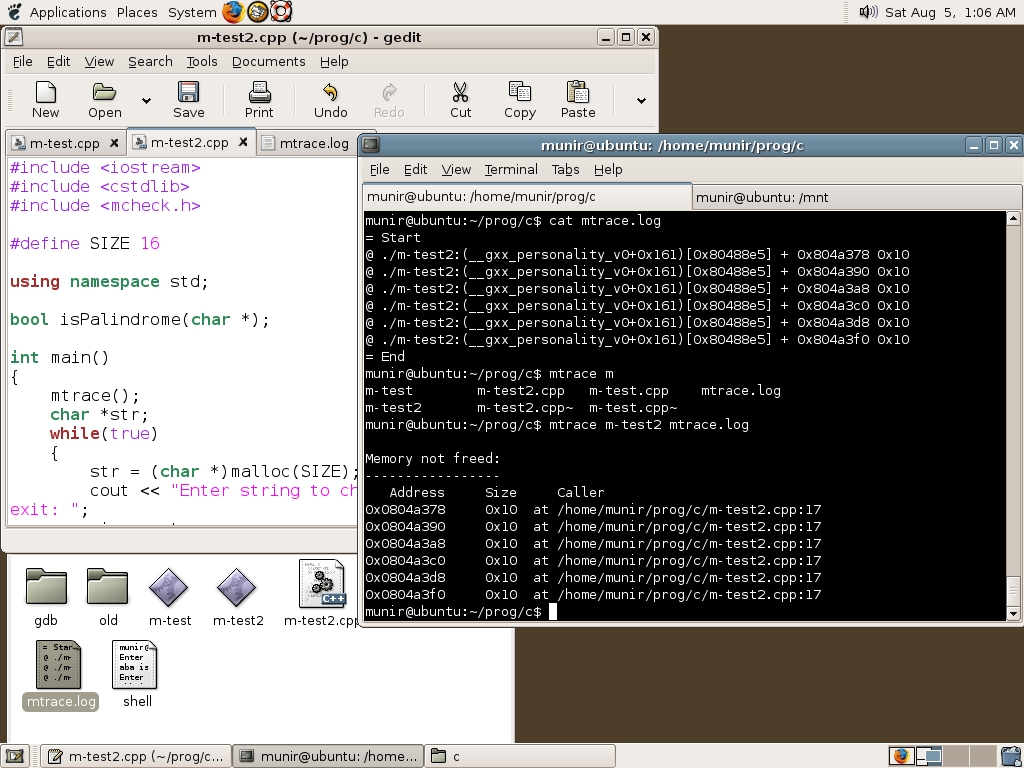 Applications Places System Sat Aug 5, 1:06 AM
m-test2.cpp (~/prog/c) - gedit
File Edit View Search Tools Documents Help
New Open Save Print Undo Redo Cut Copy Paste
m-test.cpp m-test2.cpp mtrace.log
#include <iostream>
#include <cstdlib>
#include <mcheck.h>
#define SIZE 16
using namespace std;
bool isPalindrome(char *);
int main()
{
mtrace();
char *str;
while(true)
{
str = (char *)malloc(SIZE);
cout << "Enter string to ch
exit: ";
munir@ubuntu: /home/munir/prog/c
File Edit View Terminal Tabs Help
munir@ubuntu: /home/munir/prog/c munir@ubuntu: /mnt
munir@ubuntu:~/prog/c$ cat mtrace.log
= Start
@ ./m-test2:(__gxx_personality_v0+0x161)[0x80488e5] + 0x804a378 0x10
@ ./m-test2:(__gxx_personality_v0+0x161)[0x80488e5] + 0x804a390 0x10
@ ./m-test2:(__gxx_personality_v0+0x161)[0x80488e5] + 0x804a3a8 0x10
@ ./m-test2:(__gxx_personality_v0+0x161)[0x80488e5] + 0x804a3c0 0x10
@ ./m-test2:(__gxx_personality_v0+0x161)[0x80488e5] + 0x804a3d8 0x10
@ ./m-test2:(__gxx_personality_v0+0x161)[0x80488e5] + 0x804a3f0 0x10
= End
munir@ubuntu:~/prog/c$ mtrace m
m-test m-test2.cpp m-test.cpp mtrace.log
m-test2 m-test2.cpp~ m-test.cpp~
munir@ubuntu:~/prog/c$ mtrace m-test2 mtrace.log
Memory not freed:
-----------------
Address Size Caller
0x0804a378 0x10 at /home/munir/prog/c/m-test2.cpp:17
0x0804a390 0x10 at /home/munir/prog/c/m-test2.cpp:17
0x0804a3a8 0x10 at /home/munir/prog/c/m-test2.cpp:17
0x0804a3c0 0x10 at /home/munir/prog/c/m-test2.cpp:17
0x0804a3d8 0x10 at /home/munir/prog/c/m-test2.cpp:17
0x0804a3f0 0x10 at /home/munir/prog/c/m-test2.cpp:17
munir@ubuntu:~/prog/c$
C++
gdb old m-test m-test2 m-test2.cpp
= Star
@ ./m-
@ ./m-
@ ./m-
munir@
Enter
aba is
Enter
mtrace.log shell
m-test2.cpp (~/prog/c... munir@ubuntu: /home... c